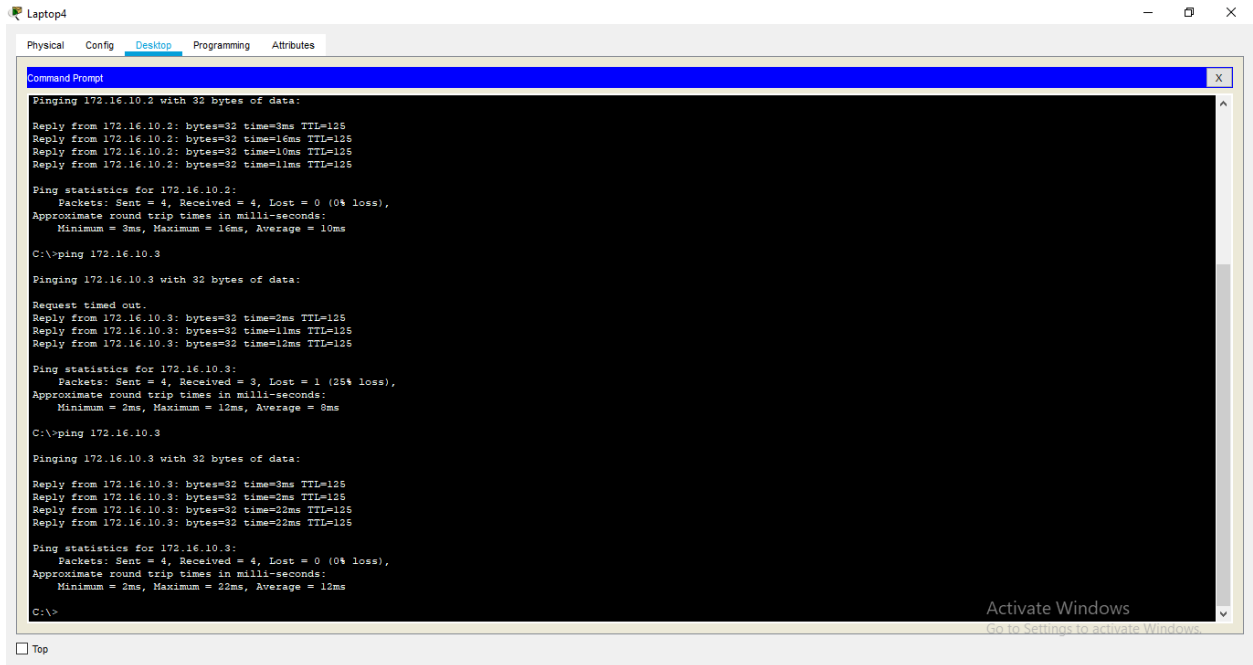 Laptop4
Physical Config Desktop Programming Attributes
Command Prompt X
Pinging 172.16.10.2 with 32 bytes of data:
Reply from 172.16.10.2: bytes=32 time=3ms TTL=125
Reply from 172.16.10.2: bytes=32 time=16ms TTL=125
Reply from 172.16.10.2: bytes=32 time=10ms TTL=125
Reply from 172.16.10.2: bytes=32 time=11ms TTL=125
Ping statistics for 172.16.10.2:
Packets: Sent = 4, Received = 4, Lost = 0 (0% loss),
Approximate round trip times in milli-seconds:
Minimum = 3ms, Maximum = 16ms, Average = 10ms
C:\>ping 172.16.10.3
Pinging 172.16.10.3 with 32 bytes of data:
Request timed out.
Reply from 172.16.10.3: bytes=32 time=2ms TTL=125
Reply from 172.16.10.3: bytes=32 time=11ms TTL=125
Reply from 172.16.10.3: bytes=32 time=12ms TTL=125
Ping statistics for 172.16.10.3:
Packets: Sent = 4, Received = 3, Lost = 1 (25% loss),
Approximate round trip times in milli-seconds:
Minimum = 2ms, Maximum = 12ms, Average = 8ms
C:\>ping 172.16.10.3
Pinging 172.16.10.3 with 32 bytes of data:
Reply from 172.16.10.3: bytes=32 time=3ms TTL=125
Reply from 172.16.10.3: bytes=32 time=2ms TTL=125
Reply from 172.16.10.3: bytes=32 time=22ms TTL=125
Reply from 172.16.10.3: bytes=32 time=22ms TTL=125
Ping statistics for 172.16.10.3:
Packets: Sent = 4, Received = 4, Lost = 0 (0% loss),
Approximate round trip times in milli-seconds:
Minimum = 2ms, Maximum = 22ms, Average = 12ms
C:\>
Activate Windows
Go to Settings to activate Windows.
Top